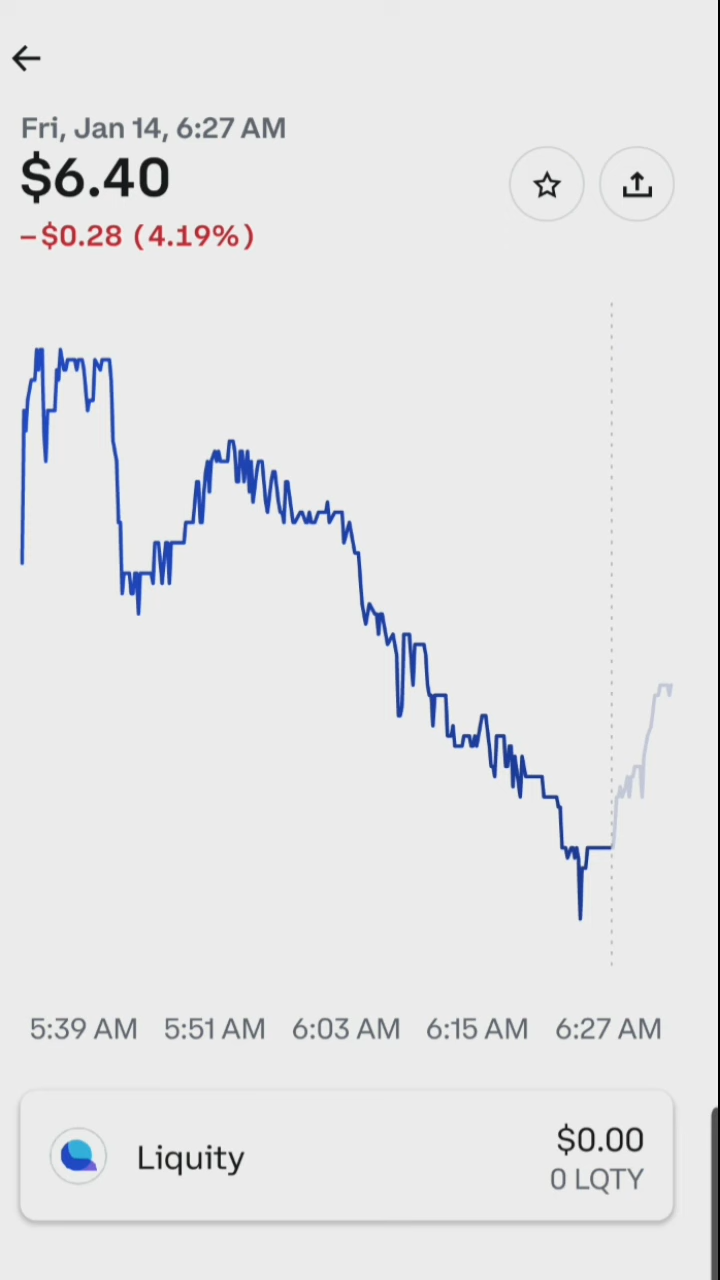 Fri, Jan 14, 6:27 AM
$6.40
–$0.28 (4.19%)
5:39 AM 5:51 AM 6:03 AM 6:15 AM 6:27 AM
Liquity
$0.00
0 LQTY